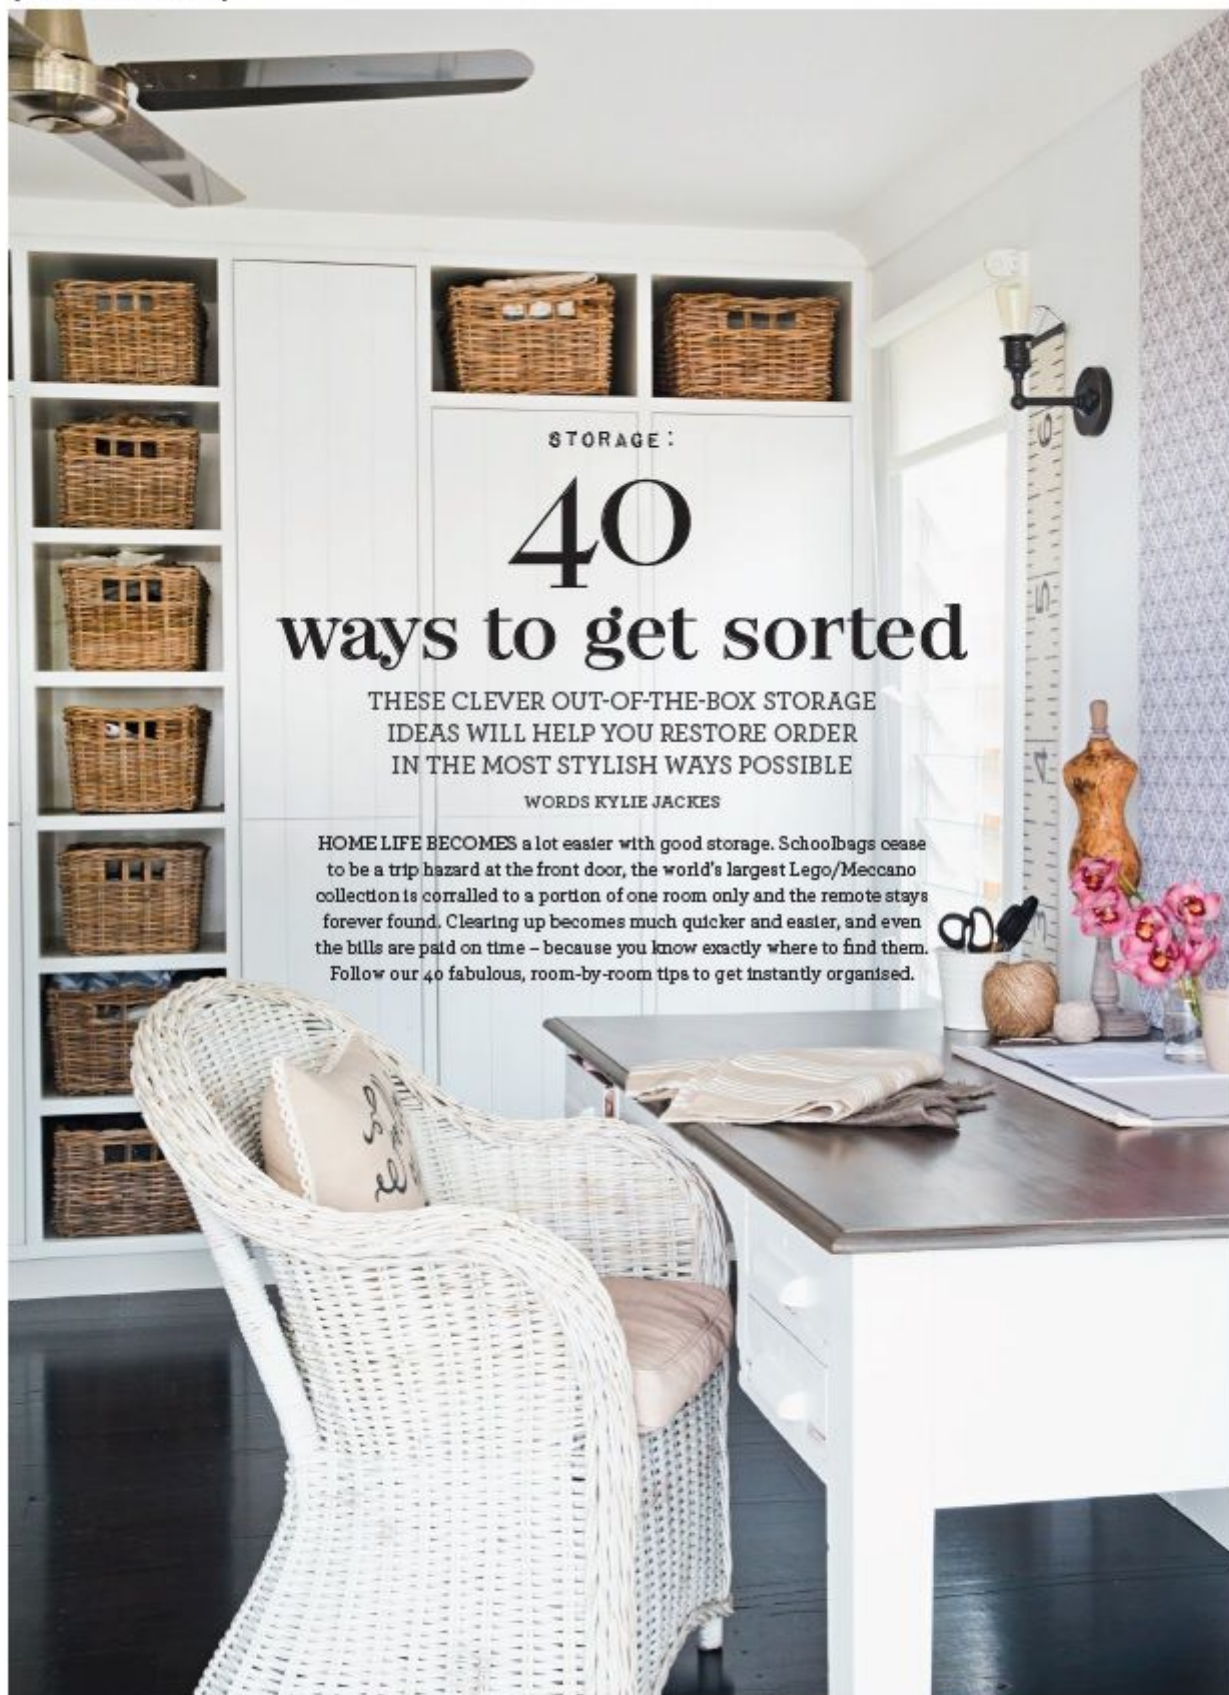 STORAGE:
40
ways to get sorted
THESE CLEVER OUT-OF-THE-BOX STORAGE
IDEAS WILL HELP YOU RESTORE ORDER
IN THE MOST STYLISH WAYS POSSIBLE
WORDS KYLIE JACKES
HOME LIFE BECOMES a lot easier with good storage. Schoolbags cease
to be a trip hazard at the front door, the world's largest Lego/Meccano
collection is corralled to a portion of one room only and the remote stays
forever found. Clearing up becomes much quicker and easier, and even
the bills are paid on time – because you know exactly where to find them.
Follow our 40 fabulous, room-by-room tips to get instantly organised.
6
5
4
3